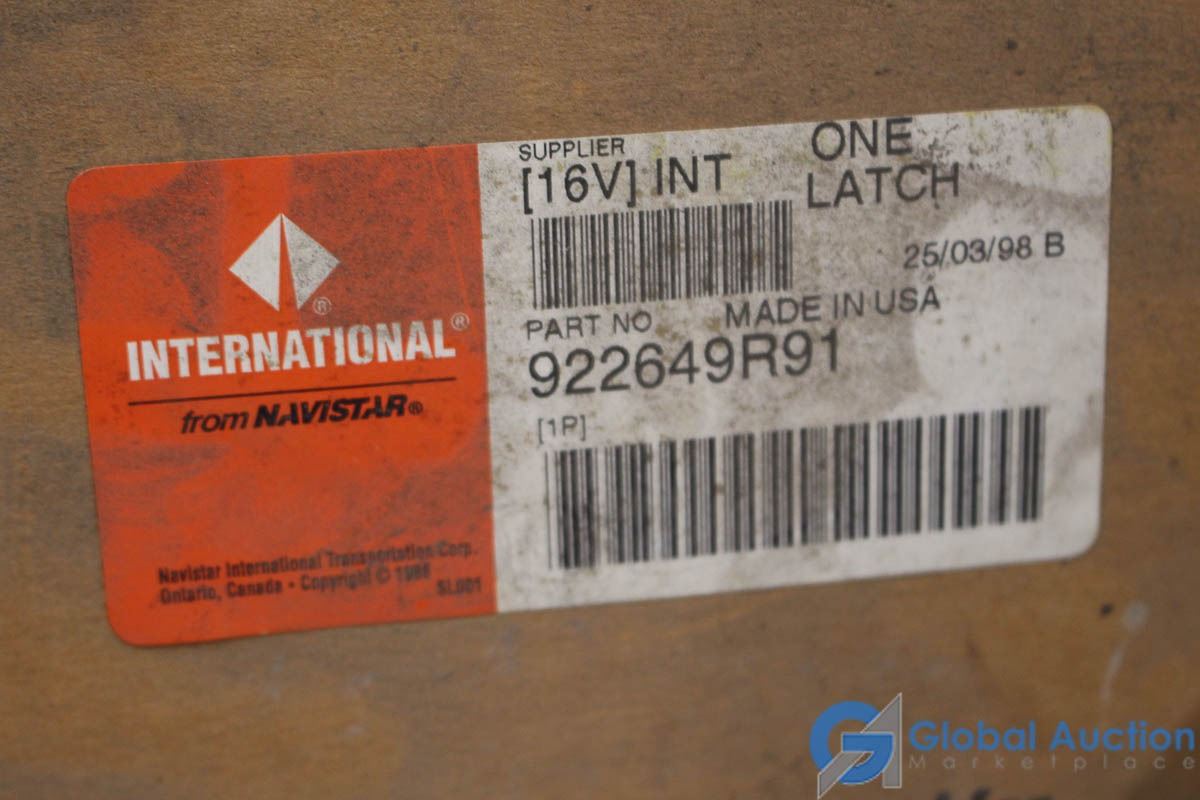 INTERNATIONAL®
from NAVISTAR®
Navistar International Transportation Corp.
Ontario, Canada • Copyright © 1986
SL001
SUPPLIER
[16V] INT
ONE
LATCH
25/03/98 B
PART NO MADE IN USA
922649R91
[1P]
Global Auction
Marketplace